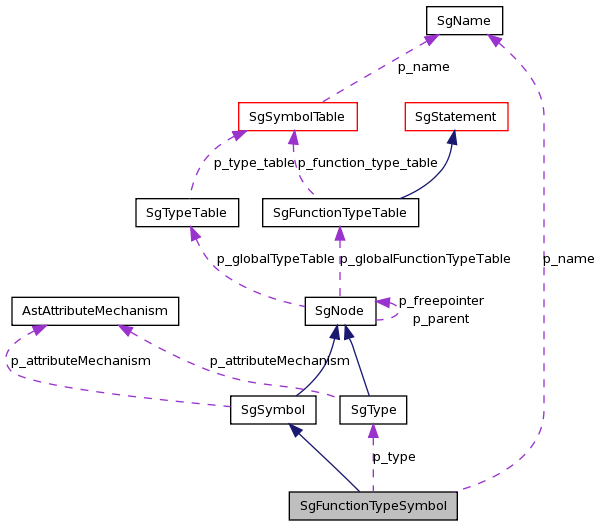 SgName
p_name
SgSymbolTable
SgStatement
p_type_table
p_function_type_table
SgTypeTable
SgFunctionTypeTable
p_globalTypeTable
p_globalFunctionTypeTable
p_name
AstAttributeMechanism
SgNode
p_freepointer
p_parent
p_attributeMechanism
p_attributeMechanism
SgSymbol
SgType
p_type
SgFunctionTypeSymbol